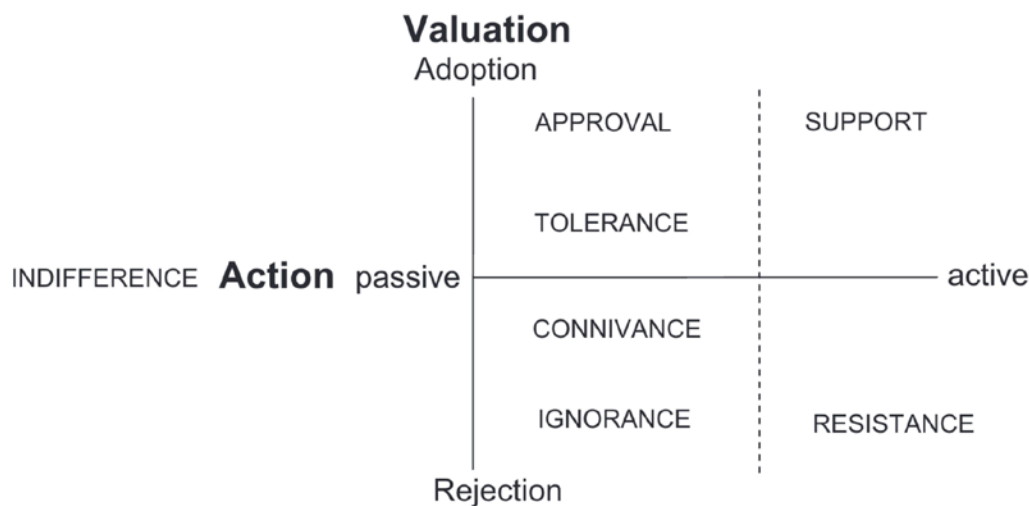 Valuation
Adoption
APPROVAL SUPPORT
TOLERANCE
INDIFFERENCE Action passive active
CONNIVANCE
IGNORANCE RESISTANCE
Rejection